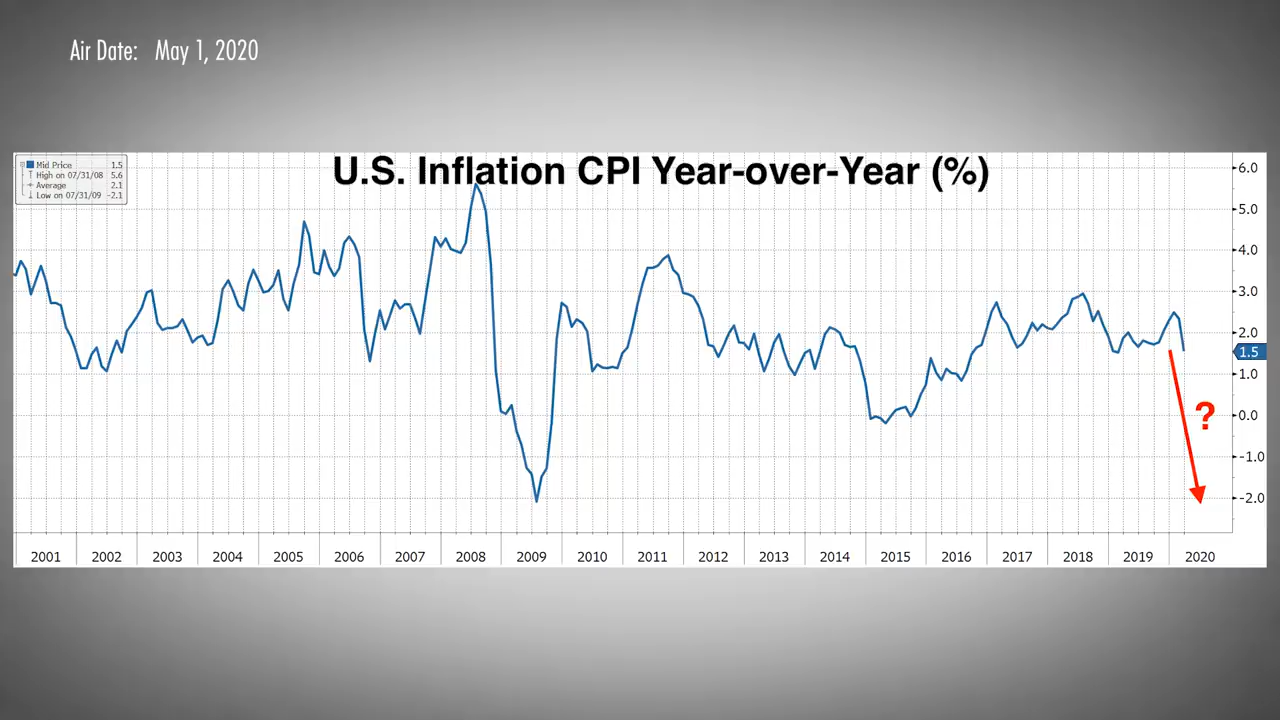 Air Date: May 1, 2020
U.S. Inflation CPI Year-over-Year (%)
Mid Price 1.5
High on 07/31/08 5.6
Average 2.1
Low on 07/31/09 -2.1
6.0
5.0
4.0
3.0
2.0
1.5
1.0
0.0
-1.0
-2.0
?
2001 2002 2003 2004 2005 2006 2007 2008 2009 2010 2011 2012 2013 2014 2015 2016 2017 2018 2019 2020